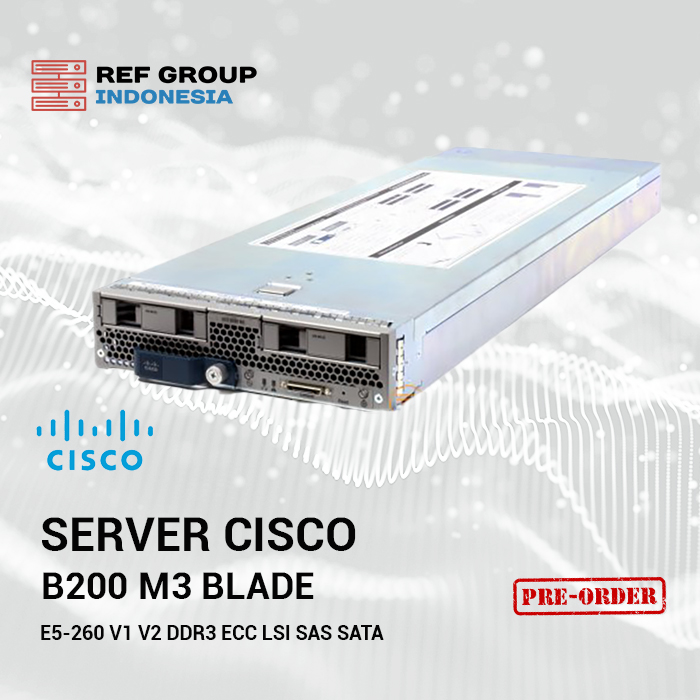 REF GROUP
INDONESIA
CISCO
CISCO
SERVER CISCO
B200 M3 BLADE
PRE-ORDER
E5-260 V1 V2 DDR3 ECC LSI SAS SATA